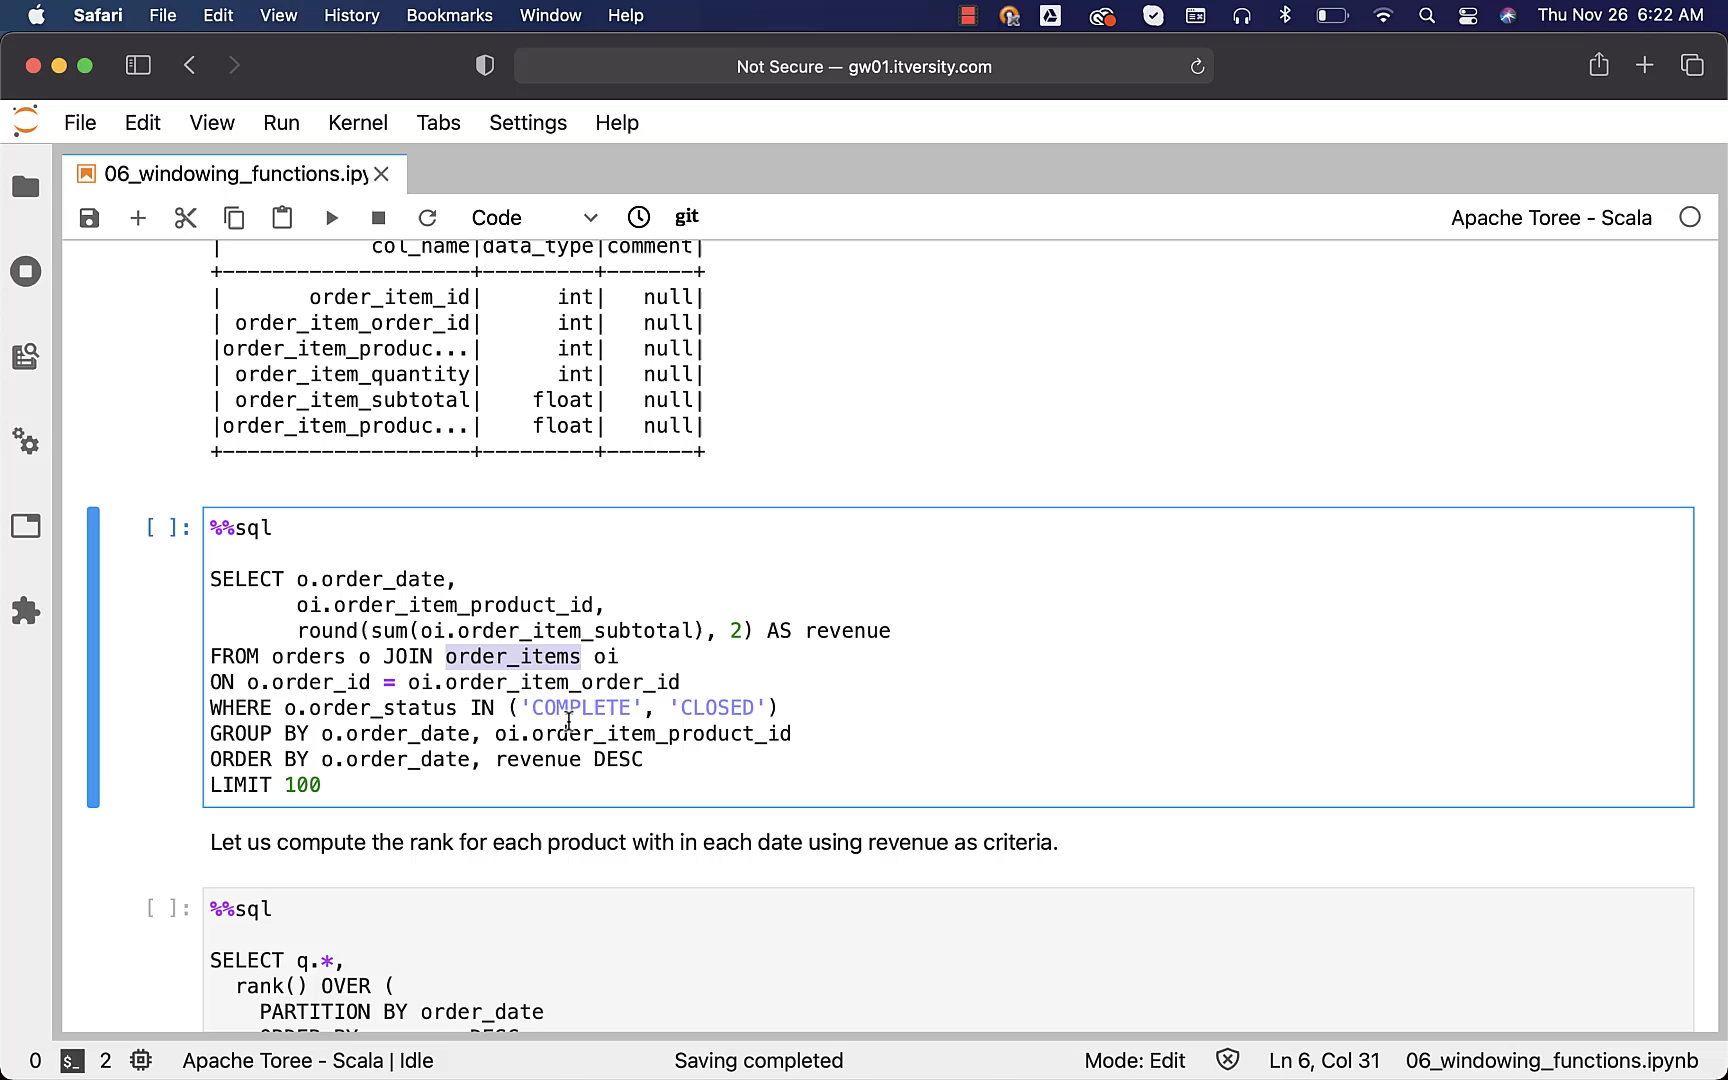 Safari File Edit View History Bookmarks Window Help Thu Nov 26 6:22 AM
Not Secure — gw01.itversity.com
File Edit View Run Kernel Tabs Settings Help
06_windowing_functions.ipy
Code git Apache Toree - Scala
| col_name|data_type|comment|
+--------------------+---------+-------+
| order_item_id| int| null|
| order_item_order_id| int| null|
|order_item_produc...| int| null|
| order_item_quantity| int| null|
| order_item_subtotal| float| null|
|order_item_produc...| float| null|
+--------------------+---------+-------+
[ ]: %%sql
SELECT o.order_date,
oi.order_item_product_id,
round(sum(oi.order_item_subtotal), 2) AS revenue
FROM orders o JOIN order_items oi
ON o.order_id = oi.order_item_order_id
WHERE o.order_status IN ('COMPLETE', 'CLOSED')
GROUP BY o.order_date, oi.order_item_product_id
ORDER BY o.order_date, revenue DESC
LIMIT 100
Let us compute the rank for each product with in each date using revenue as criteria.
[ ]: %%sql
SELECT q.*,
rank() OVER (
PARTITION BY order_date
0 $_ 2 Apache Toree - Scala | Idle Saving completed Mode: Edit Ln 6, Col 31 06_windowing_functions.ipynb